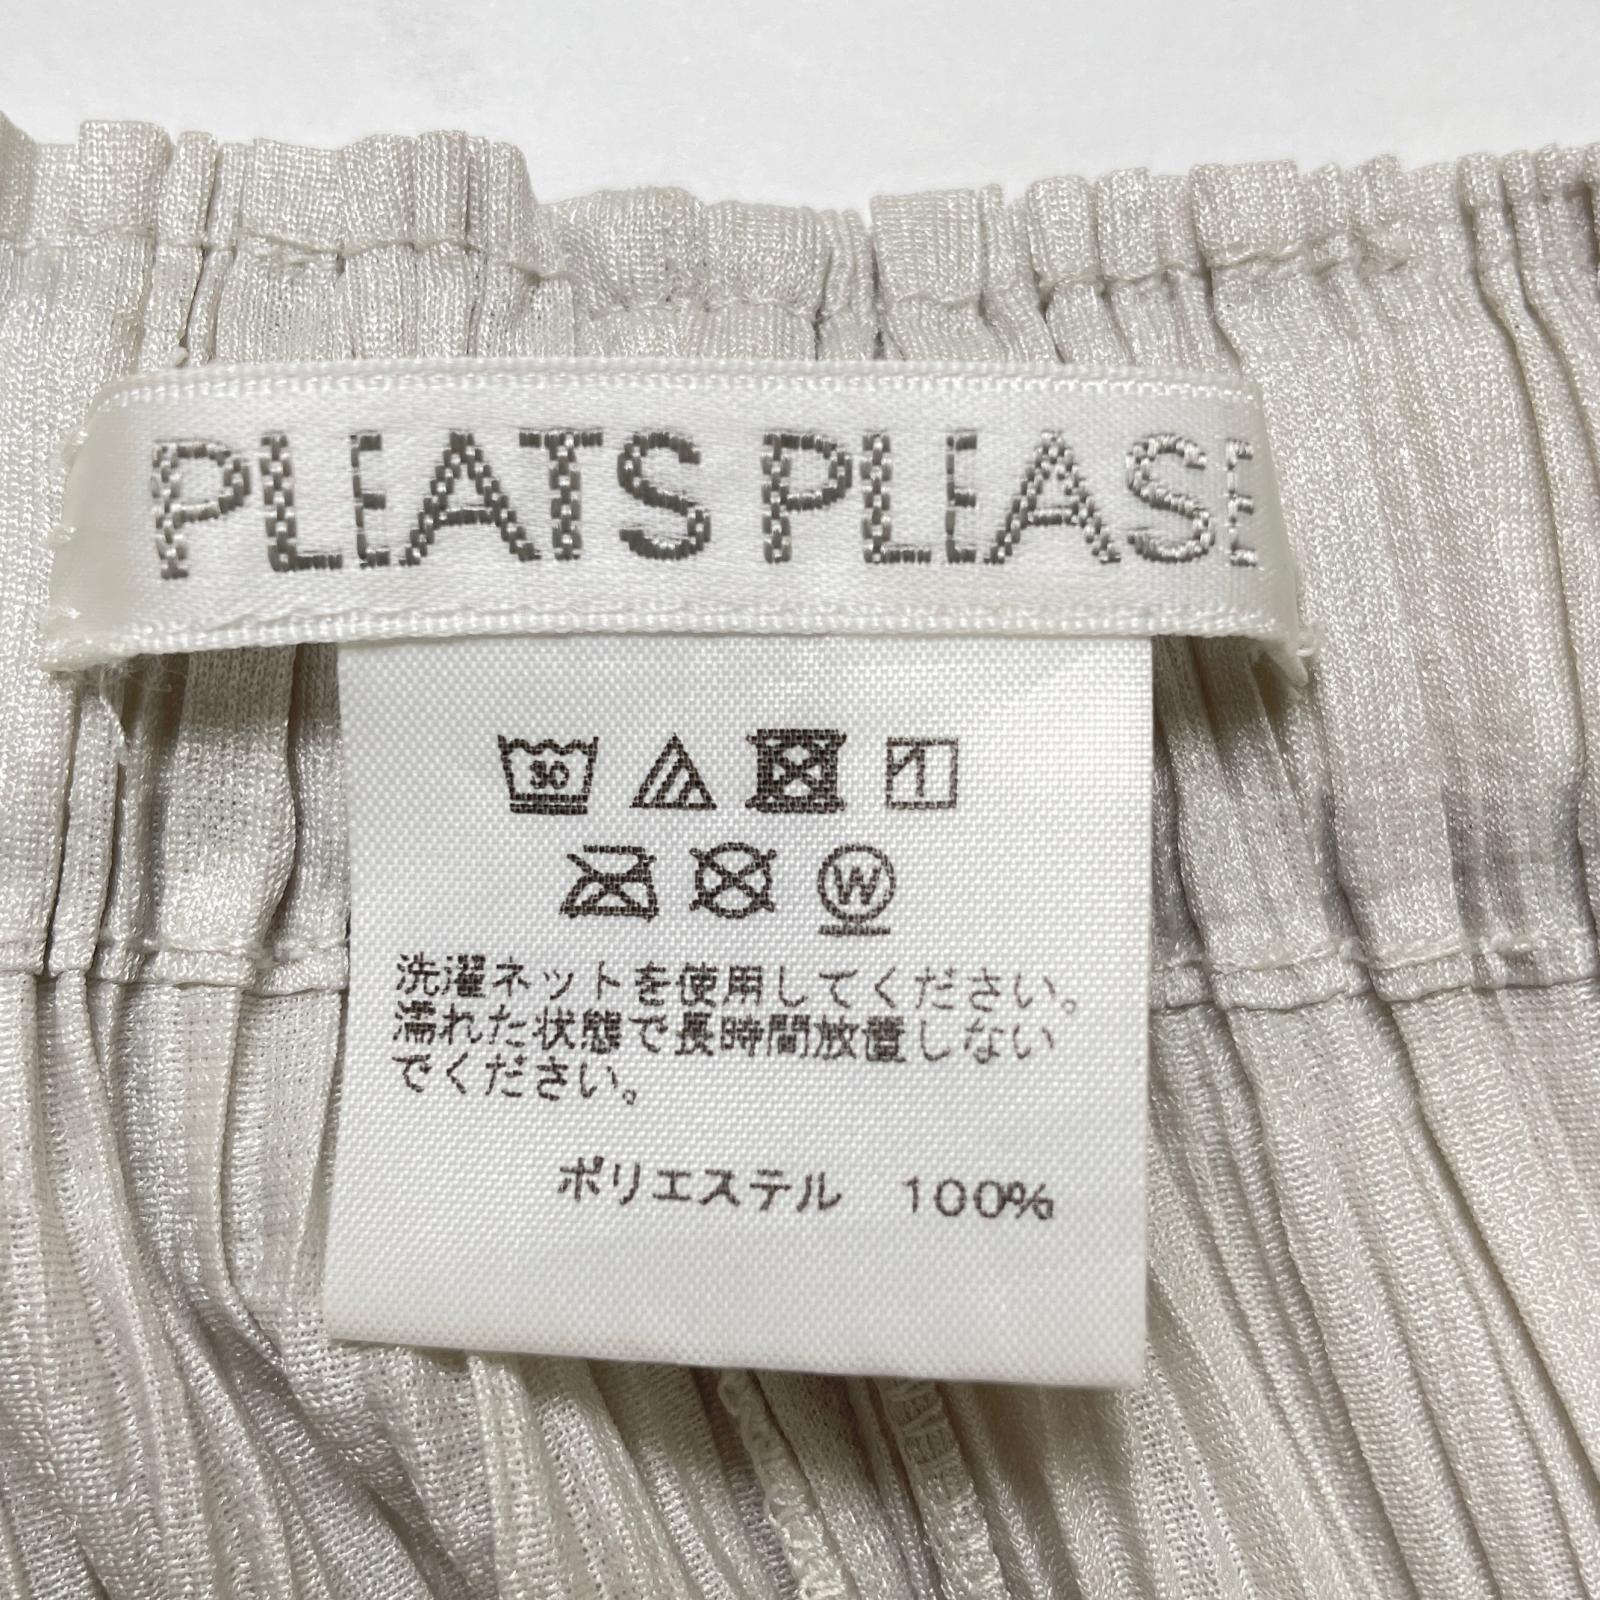 PLEATS PLEASE
30
W
洗濯ネットを使用してください。
濡れた状態で長時間放置しない
でください。
ポリエステル 100%